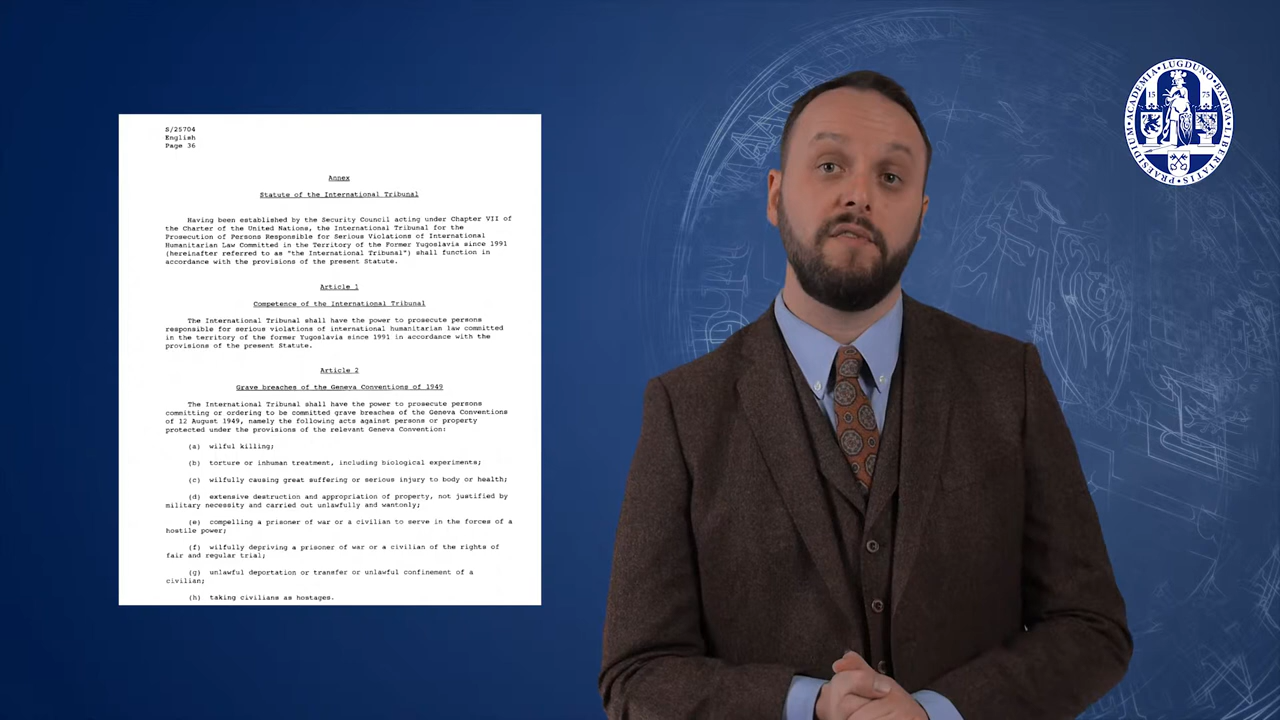 S/25704
English
Page 36
Annex
Statute of the International Tribunal
Having been established by the Security Council acting under Chapter VII of
the Charter of the United Nations, the International Tribunal for the
Prosecution of Persons Responsible for Serious Violations of International
Humanitarian Law Committed in the Territory of the Former Yugoslavia since 1991
(hereinafter referred to as "the International Tribunal") shall function in
accordance with the provisions of the present Statute.
Article 1
Competence of the International Tribunal
The International Tribunal shall have the power to prosecute persons
responsible for serious violations of international humanitarian law committed
in the territory of the former Yugoslavia since 1991 in accordance with the
provisions of the present Statute.
Article 2
Grave breaches of the Geneva Conventions of 1949
The International Tribunal shall have the power to prosecute persons
committing or ordering to be committed grave breaches of the Geneva Conventions
of 12 August 1949, namely the following acts against persons or property
protected under the provisions of the relevant Geneva Convention:
(a) wilful killing;
(b) torture or inhuman treatment, including biological experiments;
(c) wilfully causing great suffering or serious injury to body or health;
(d) extensive destruction and appropriation of property, not justified by
military necessity and carried out unlawfully and wantonly;
(e) compelling a prisoner of war or a civilian to serve in the forces of a
hostile power;
(f) wilfully depriving a prisoner of war or a civilian of the rights of
fair and regular trial;
(g) unlawful deportation or transfer or unlawful confinement of a
civilian;
(h) taking civilians as hostages.
ACADEMIA · LUGDUNO · BATAVA · LIBERTATIS · PRAESIDIUM
15 75